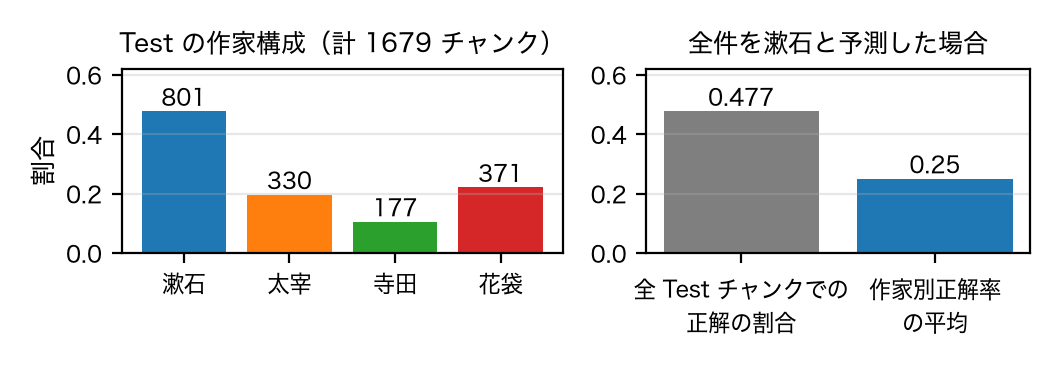 Test の作家構成（計 1679 チャンク）
割合
0.6
0.4
0.2
0.0
801
330
177
371
漱石
太宰
寺田
花袋
全件を漱石と予測した場合
0.6
0.4
0.2
0.0
0.477
0.25
全 Test チャンクでの
正解の割合
作家別正解率
の平均